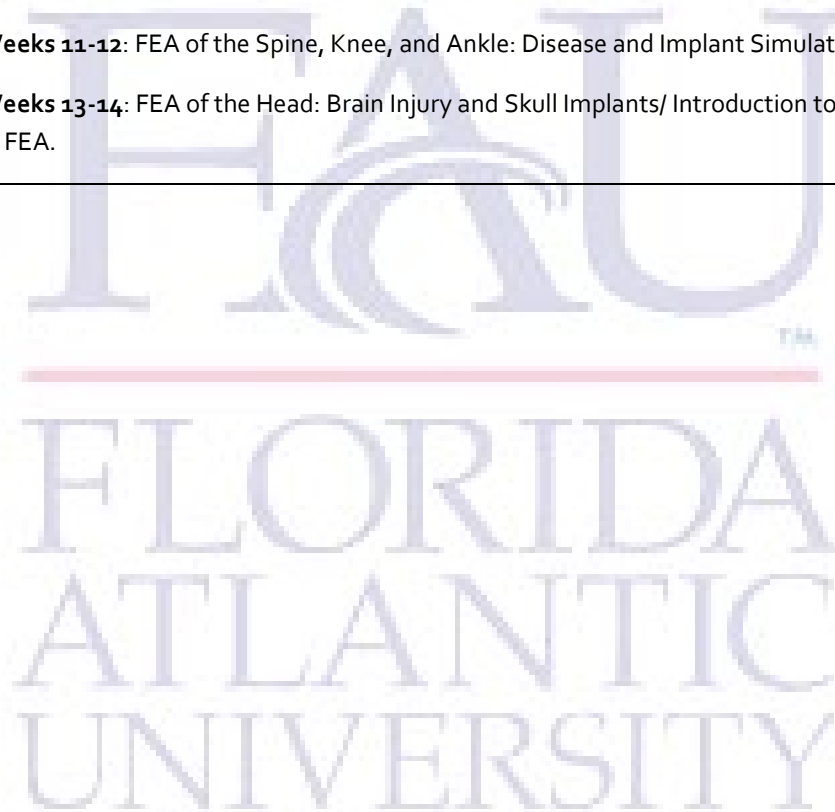 eeks 11-12: FEA of the Spine, Knee, and Ankle: Disease and Implant Simulat
eeks 13-14: FEA of the Head: Brain Injury and Skull Implants/ Introduction to
FEA.
FAU
TM
FLORIDA
ATLANTIC
UNIVERSITY